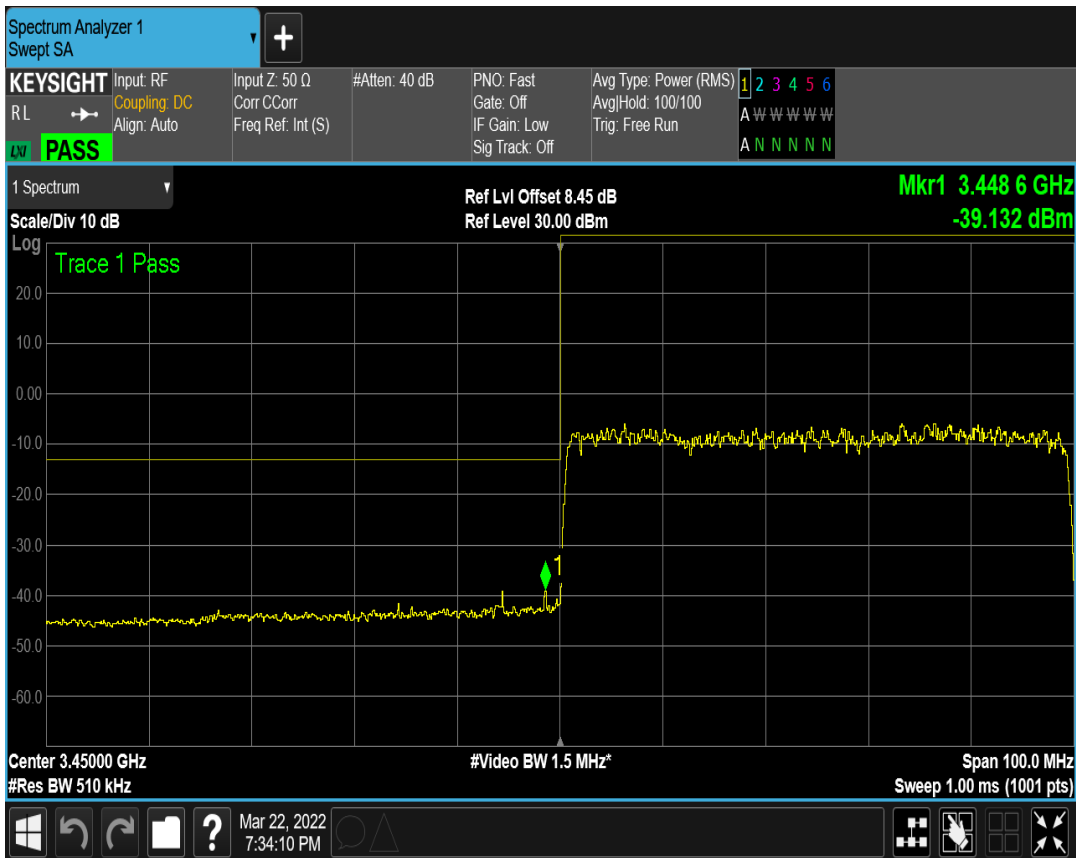 Spectrum Analyzer 1
Swept SA
+
KEYSIGHT
RL
LXI PASS
Input: RF
Coupling: DC
Align: Auto
Input Z: 50 Ω
Corr CCorr
Freq Ref: Int (S)
#Atten: 40 dB
PNO: Fast
Gate: Off
IF Gain: Low
Sig Track: Off
Avg Type: Power (RMS)
Avg|Hold: 100/100
Trig: Free Run
1 2 3 4 5 6
A W W W W W
A N N N N N
1 Spectrum
Scale/Div 10 dB
Ref Lvl Offset 8.45 dB
Ref Level 30.00 dBm
Mkr1 3.448 6 GHz
-39.132 dBm
Log
Trace 1 Pass
20.0
10.0
0.00
-10.0
-20.0
-30.0
1
-40.0
-50.0
-60.0
Center 3.45000 GHz
#Video BW 1.5 MHz*
Span 100.0 MHz
#Res BW 510 kHz
Sweep 1.00 ms (1001 pts)
?
Mar 22, 2022
7:34:10 PM